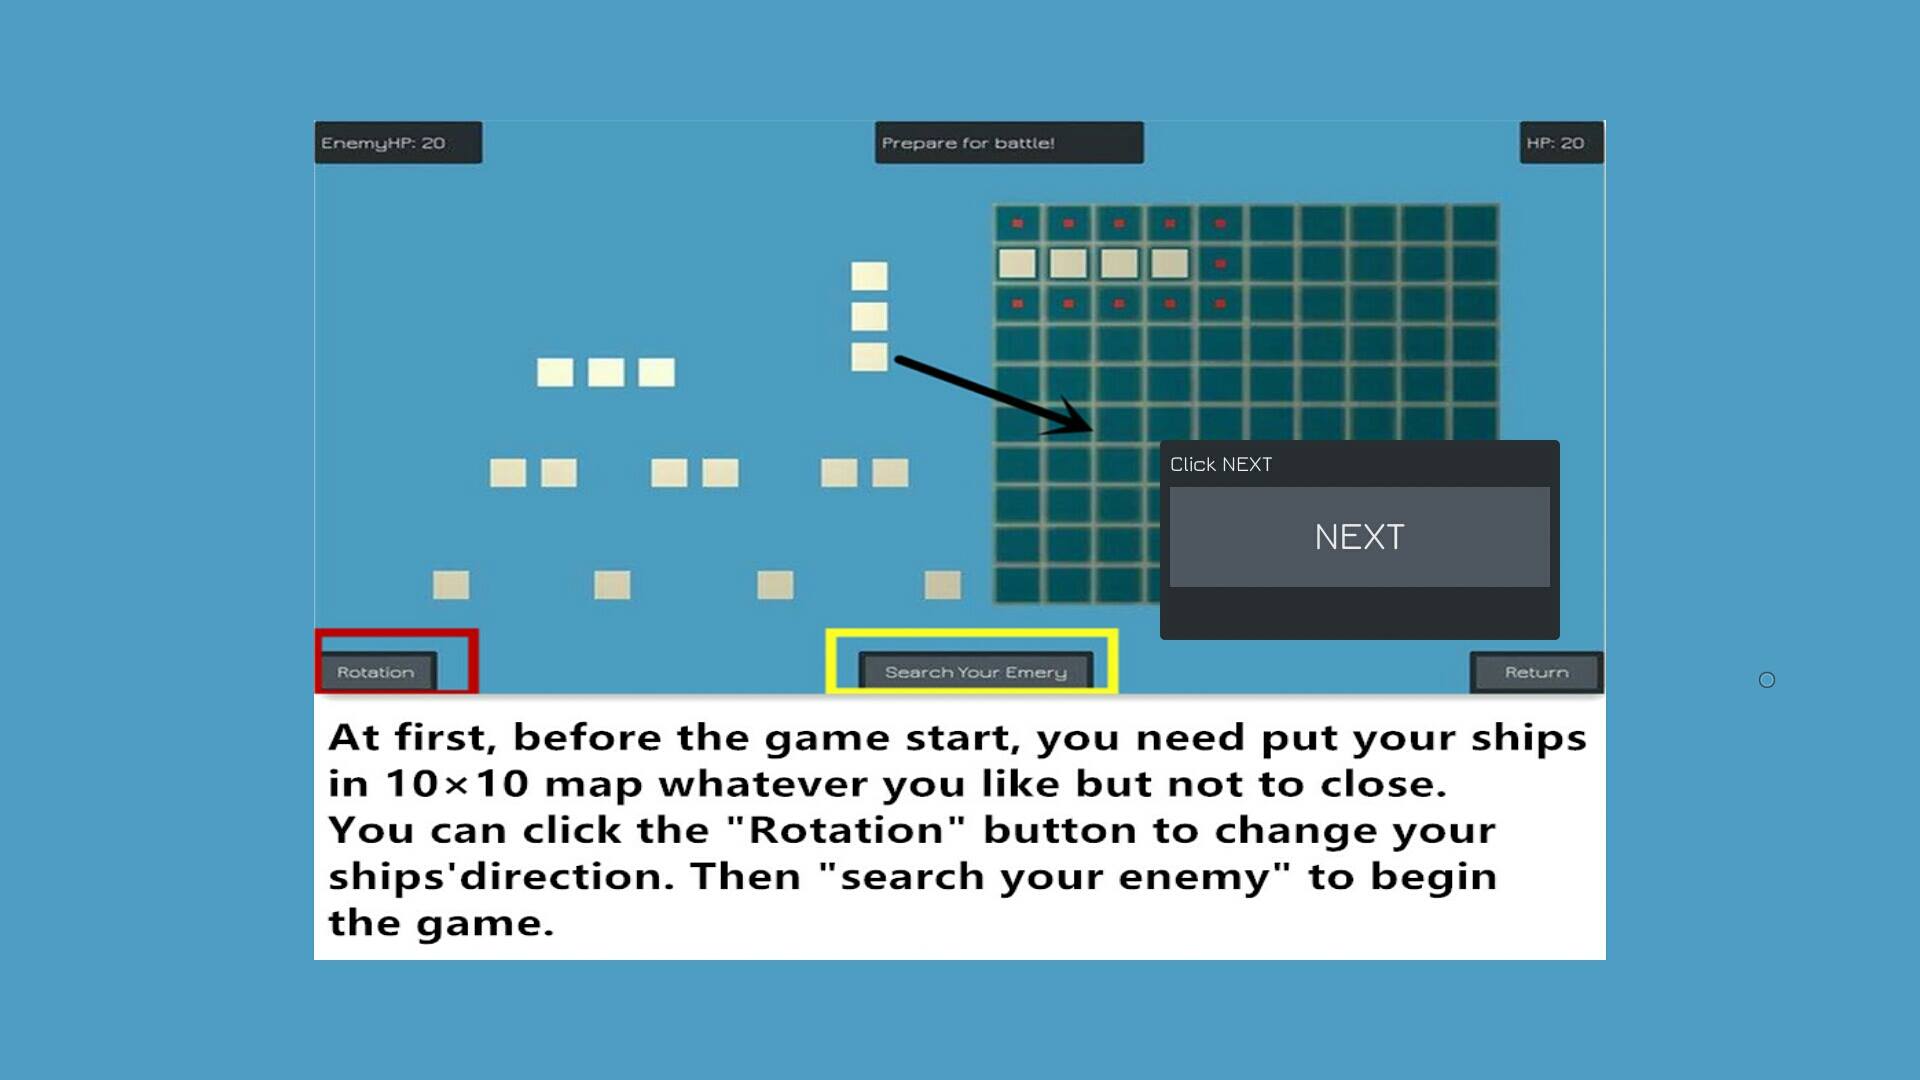 EnemyHP: 20
Prepare for battle!
HP: 20
Click NEXT
NEXT
Rotation
Search Your Emery
Return
At first, before the game start, you need put your ships
in 10×10 map whatever you like but not to close.
You can click the "Rotation" button to change your
ships'direction. Then "search your enemy" to begin
the game.